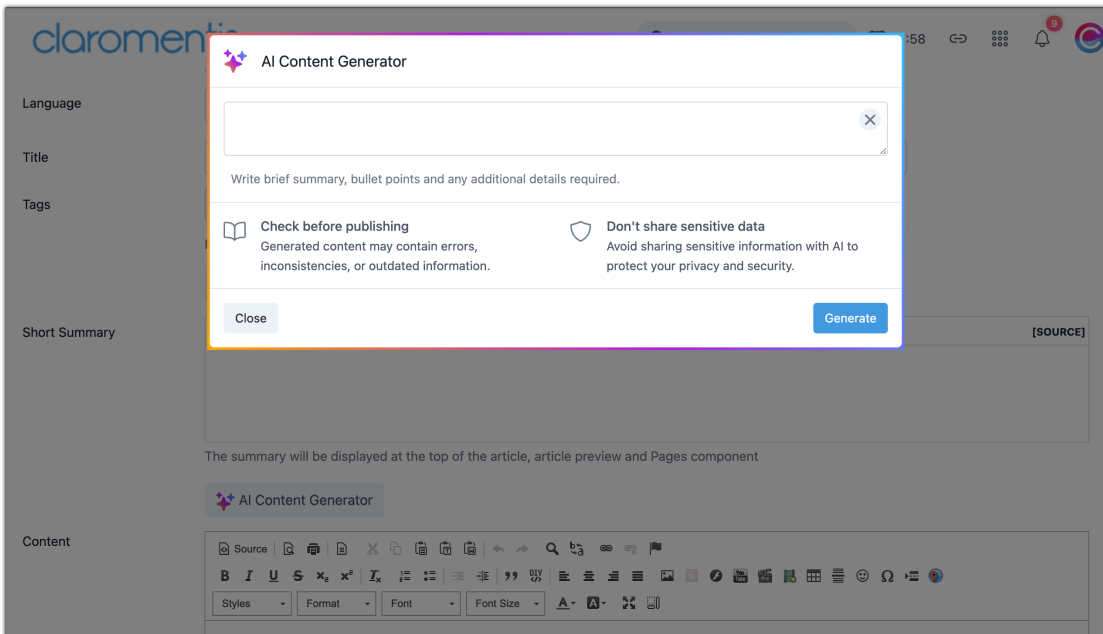 claromentis
:58
9
AI Content Generator
Language
Title
Write brief summary, bullet points and any additional details required.
Tags
Check before publishing
Generated content may contain errors,
inconsistencies, or outdated information.
Don't share sensitive data
Avoid sharing sensitive information with AI to
protect your privacy and security.
Close
Generate
Short Summary
[SOURCE]
The summary will be displayed at the top of the article, article preview and Pages component
AI Content Generator
Content
Source
B I U S x₂ x² Tx
DIV
Styles Format Font Font Size A A